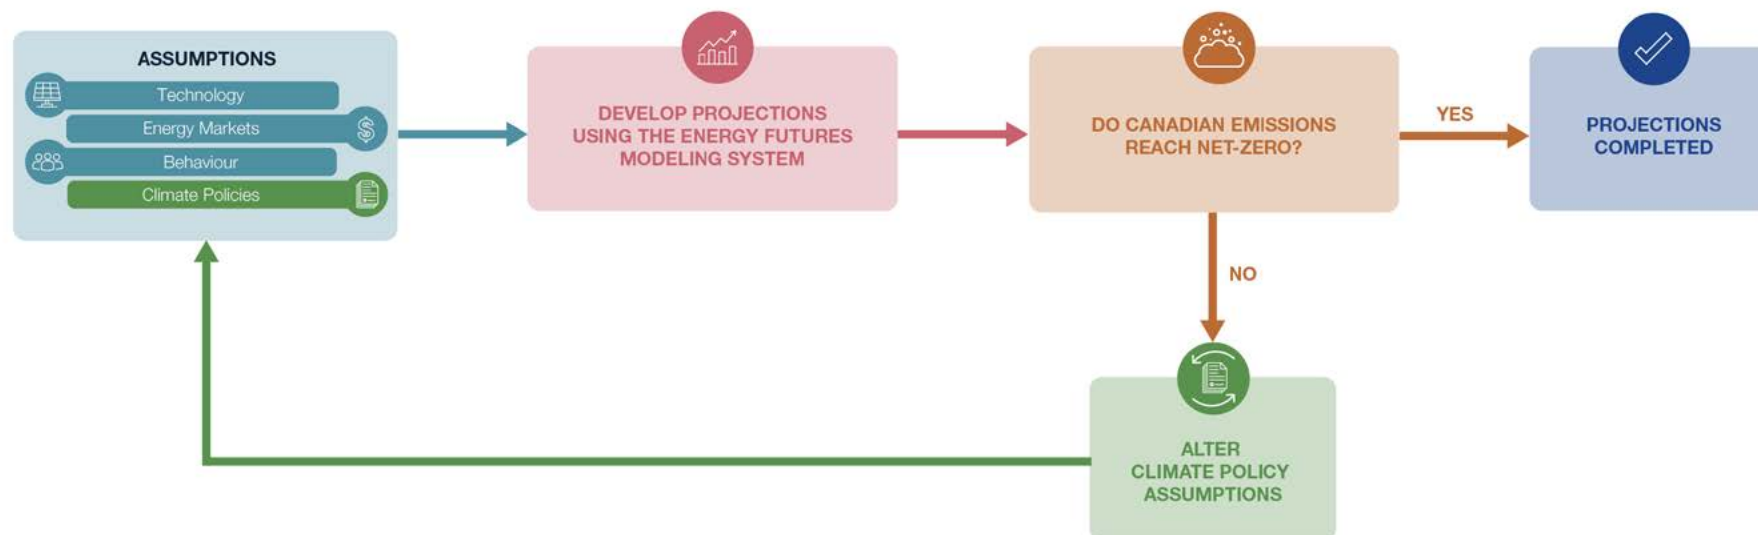 ASSUMPTIONS
Technology
Energy Markets
Behaviour
Climate Policies
DEVELOP PROJECTIONS
USING THE ENERGY FUTURES
MODELING SYSTEM
DO CANADIAN EMISSIONS
REACH NET-ZERO?
YES
PROJECTIONS
COMPLETED
NO
ALTER
CLIMATE POLICY
ASSUMPTIONS